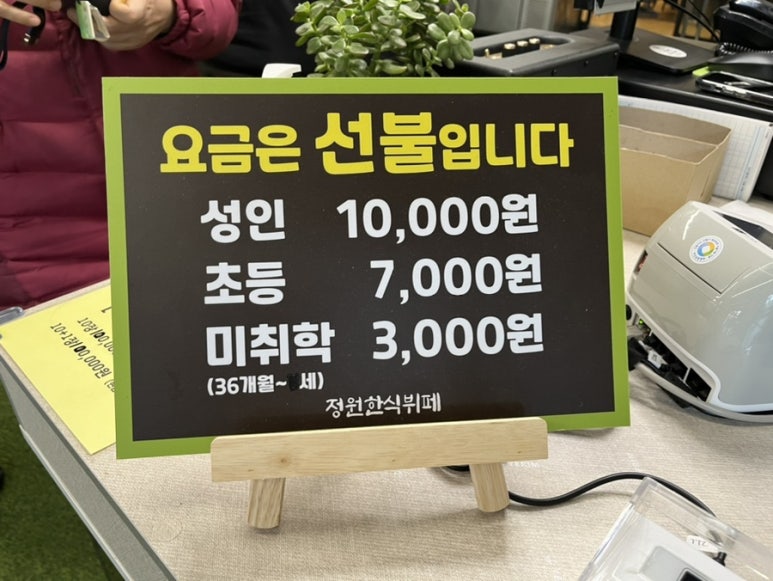 요금은 선불입니다
성인 10,000원
초등 7,000원
미취학 3,000원
(36개월~ 세)
정원한식뷔페